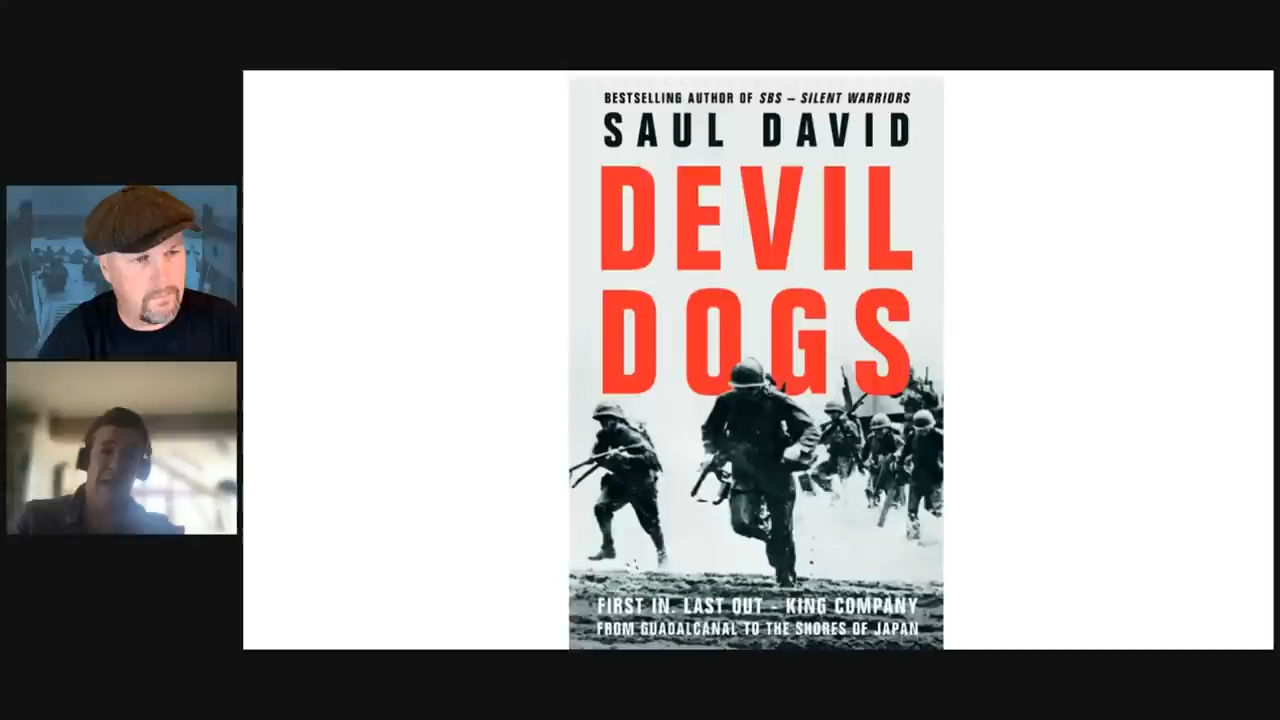 BESTSELLING AUTHOR OF SBS – SILENT WARRIORS
SAUL DAVID
DEVIL
DOGS
FIRST IN. LAST OUT - KING COMPANY
FROM GUADALCANAL TO THE SHORES OF JAPAN